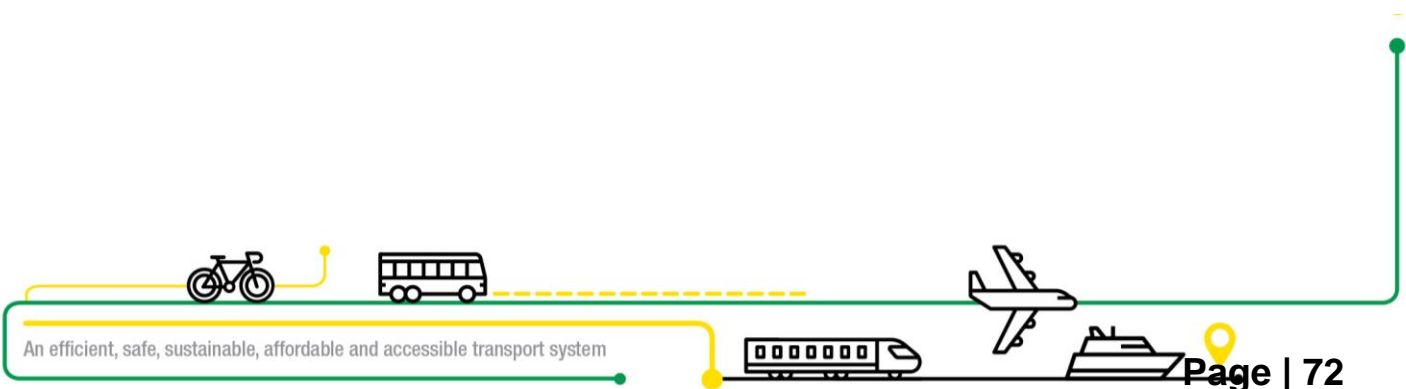 An efficient, safe, sustainable, affordable and accessible transport system
Page | 72